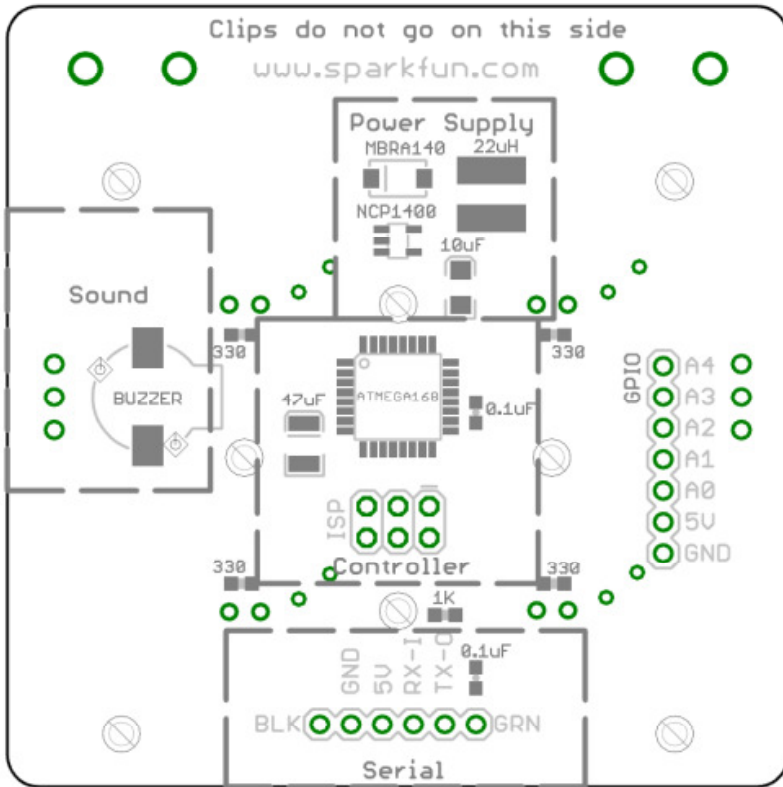 Clips do not go on this side
www.sparkfun.com
Power Supply
MBRA140
22uH
NCP1400
10uF
Sound
BUZZER
330
330
47uF
ATMEGA168
0.1uF
GPIO
A4
A3
A2
A1
A0
5V
GND
ISP
Controller
330
330
1K
GND
5V
RX-I
TX-O
0.1uF
BLK
GRN
Serial